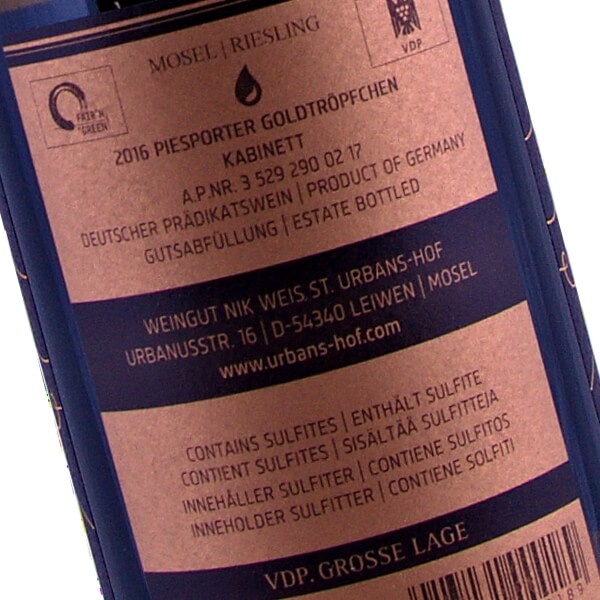 MOSEL | RIESLING
VDP
FAIR'N GREEN
2016 PIESPORTER GOLDTRÖPFCHEN
KABINETT
A.P.NR. 3 529 290 02 17
DEUTSCHER PRÄDIKATSWEIN | PRODUCT OF GERMANY
GUTSABFÜLLUNG | ESTATE BOTTLED
WEINGUT NIK WEIS. ST. URBANS-HOF
URBANUSSTR. 16 | D-54340 LEIWEN | MOSEL
www.urbans-hof.com
CONTAINS SULFITES | ENTHÄLT SULFITE
CONTIENT SULFITES | SISÄLTÄÄ SULFITTEJA
INNEHÅLLER SULFITER | CONTIENE SULFITOS
INNEHOLDER SULFITTER | CONTIENE SOLFITI
VDP. GROSSE LAGE